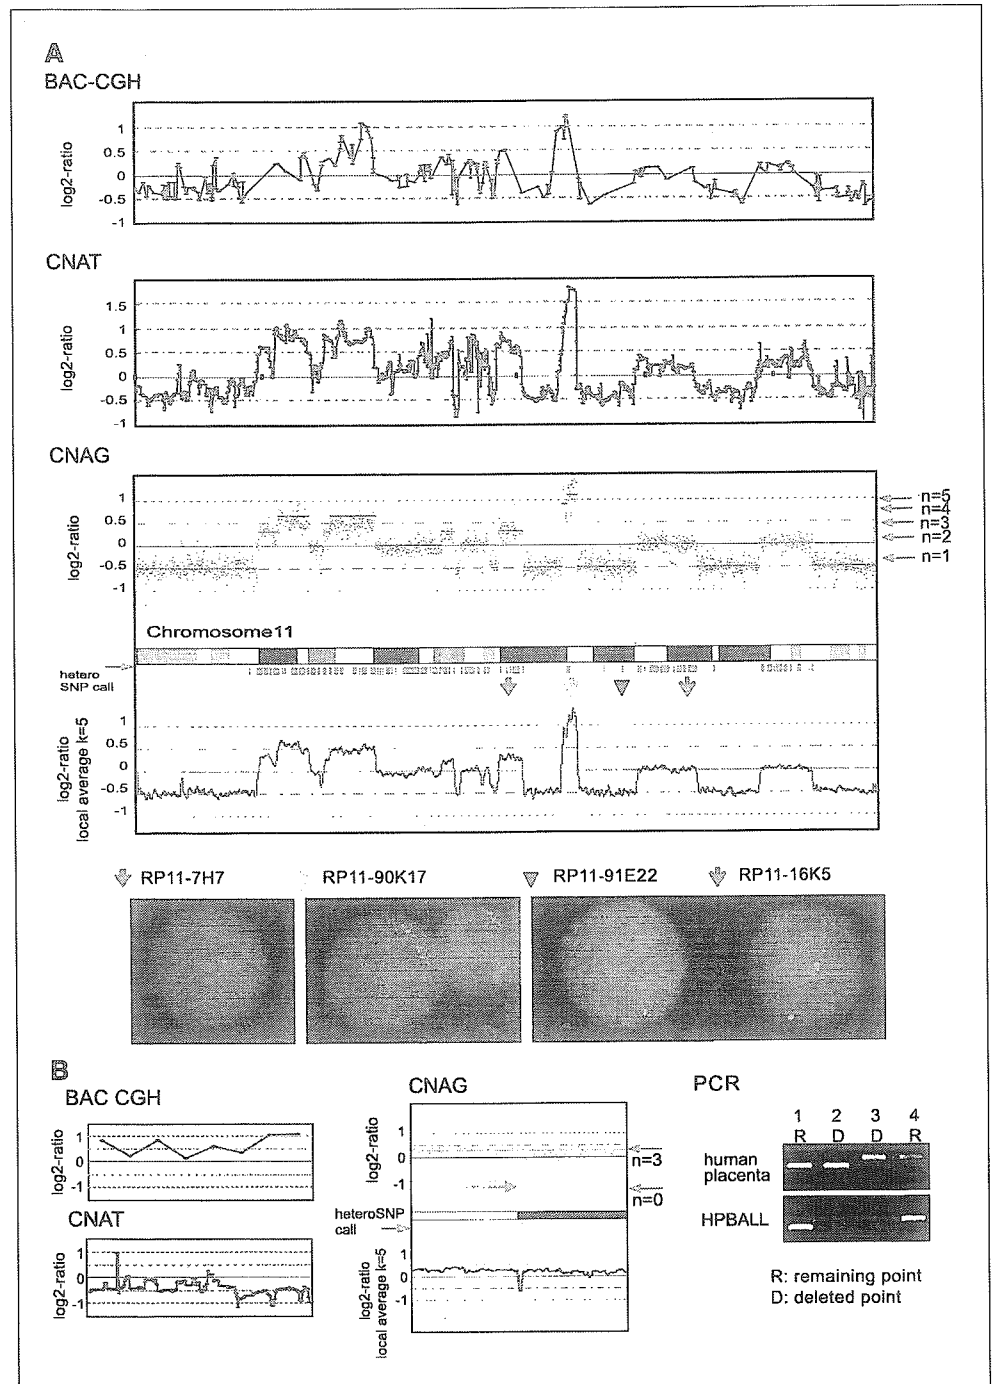 A
BAC-CGH
log2-ratio
1
0.5
0
-0.5
-1
CNAT
log2-ratio
1.5
1
0.5
0
-0.5
-1
CNAG
log2-ratio
1
0.5
0
-0.5
-1
n=5
n=4
n=3
n=2
n=1
Chromosome11
hetero
SNP call
log2-ratio
local average k=5
1
0.5
0
-0.5
-1
RP11-7H7
RP11-90K17
RP11-91E22
RP11-16K5
B
BAC CGH
log2-ratio
1
0
-1
CNAT
log2-ratio
1
0
-1
CNAG
log2-ratio
1
0
-1
n=3
n=0
heteroSNP
call
log2-ratio
local average k=5
1
0
-1
PCR
1 2 3 4
R D D R
human
placenta
HPBALL
R: remaining point
D: deleted point